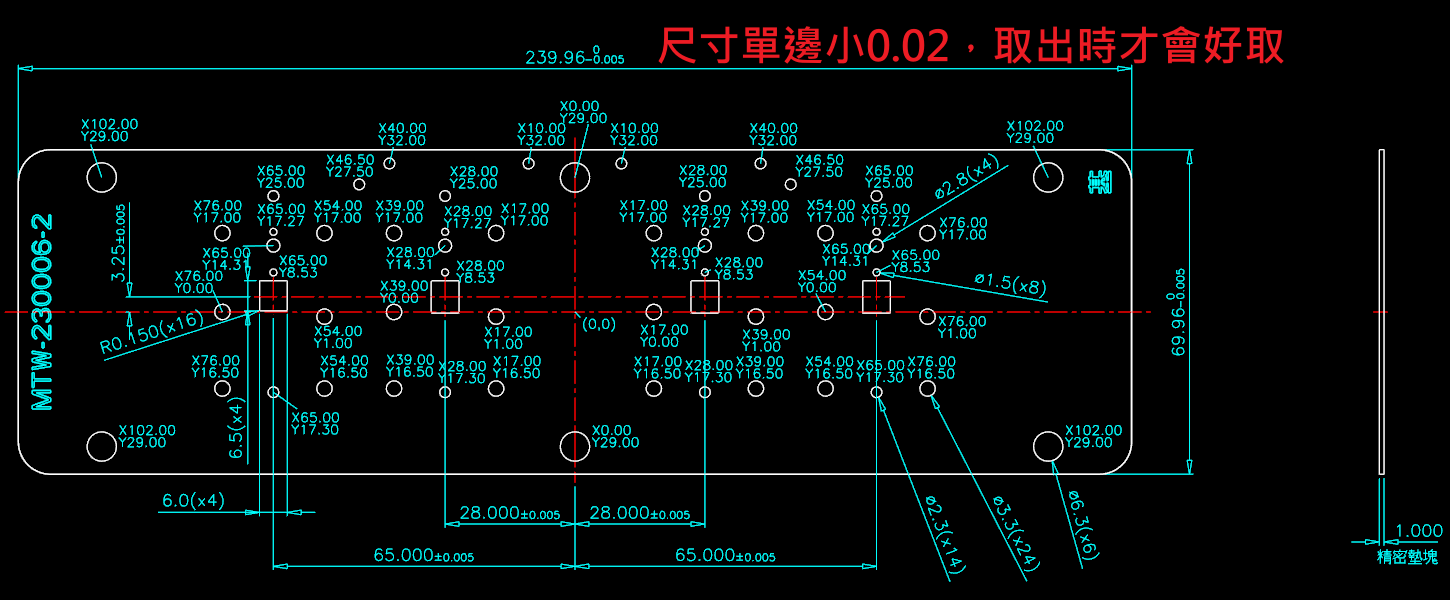 尺寸單邊小0.02，取出時才會好取
239.96 0 -0.005
X0.00
Y29.00
X102.00
Y29.00
X40.00
Y32.00
X10.00
Y32.00
X10.00
Y32.00
X40.00
Y32.00
X102.00
Y29.00
X46.50
Y27.50
X46.50
Y27.50
X65.00
Y25.00
X28.00
Y25.00
X28.00
Y25.00
X65.00
Y25.00
ø2.8(x4)
基
X76.00
Y17.00
X65.00
Y17.27
X54.00
Y17.00
X39.00
Y17.00
X28.00
Y17.27
X17.00
Y17.00
X17.00
Y17.00
X28.00
Y17.27
X39.00
Y17.00
X54.00
Y17.00
X65.00
Y17.27
X76.00
Y17.00
3.25±0.005
MTW-230006-2
X65.00
Y14.31
X65.00
Y8.53
X28.00
Y14.31
X28.00
Y8.53
X28.00
Y14.31
X28.00
Y8.53
X65.00
Y14.31
X65.00
Y8.53
X76.00
Y0.00
X39.00
Y0.00
X54.00
Y0.00
ø1.5(x8)
69.96 0 -0.005
R0.150(x16)
(0,0)
X54.00
Y1.00
X17.00
Y1.00
X17.00
Y0.00
X39.00
Y1.00
X76.00
Y1.00
X76.00
Y16.50
X54.00
Y16.50
X39.00
Y16.50
X28.00
Y17.30
X17.00
Y16.50
X17.00
Y16.50
X28.00
Y17.30
X39.00
Y16.50
X54.00
Y16.50
X65.00
Y17.30
X76.00
Y16.50
6.5(x4)
X65.00
Y17.30
X102.00
Y29.00
X0.00
Y29.00
X102.00
Y29.00
6.0(x4)
28.000±0.005
28.000±0.005
ø2.3(x14)
ø3.3(x24)
ø6.3(x6)
65.000±0.005
65.000±0.005
1.000
精密墊塊